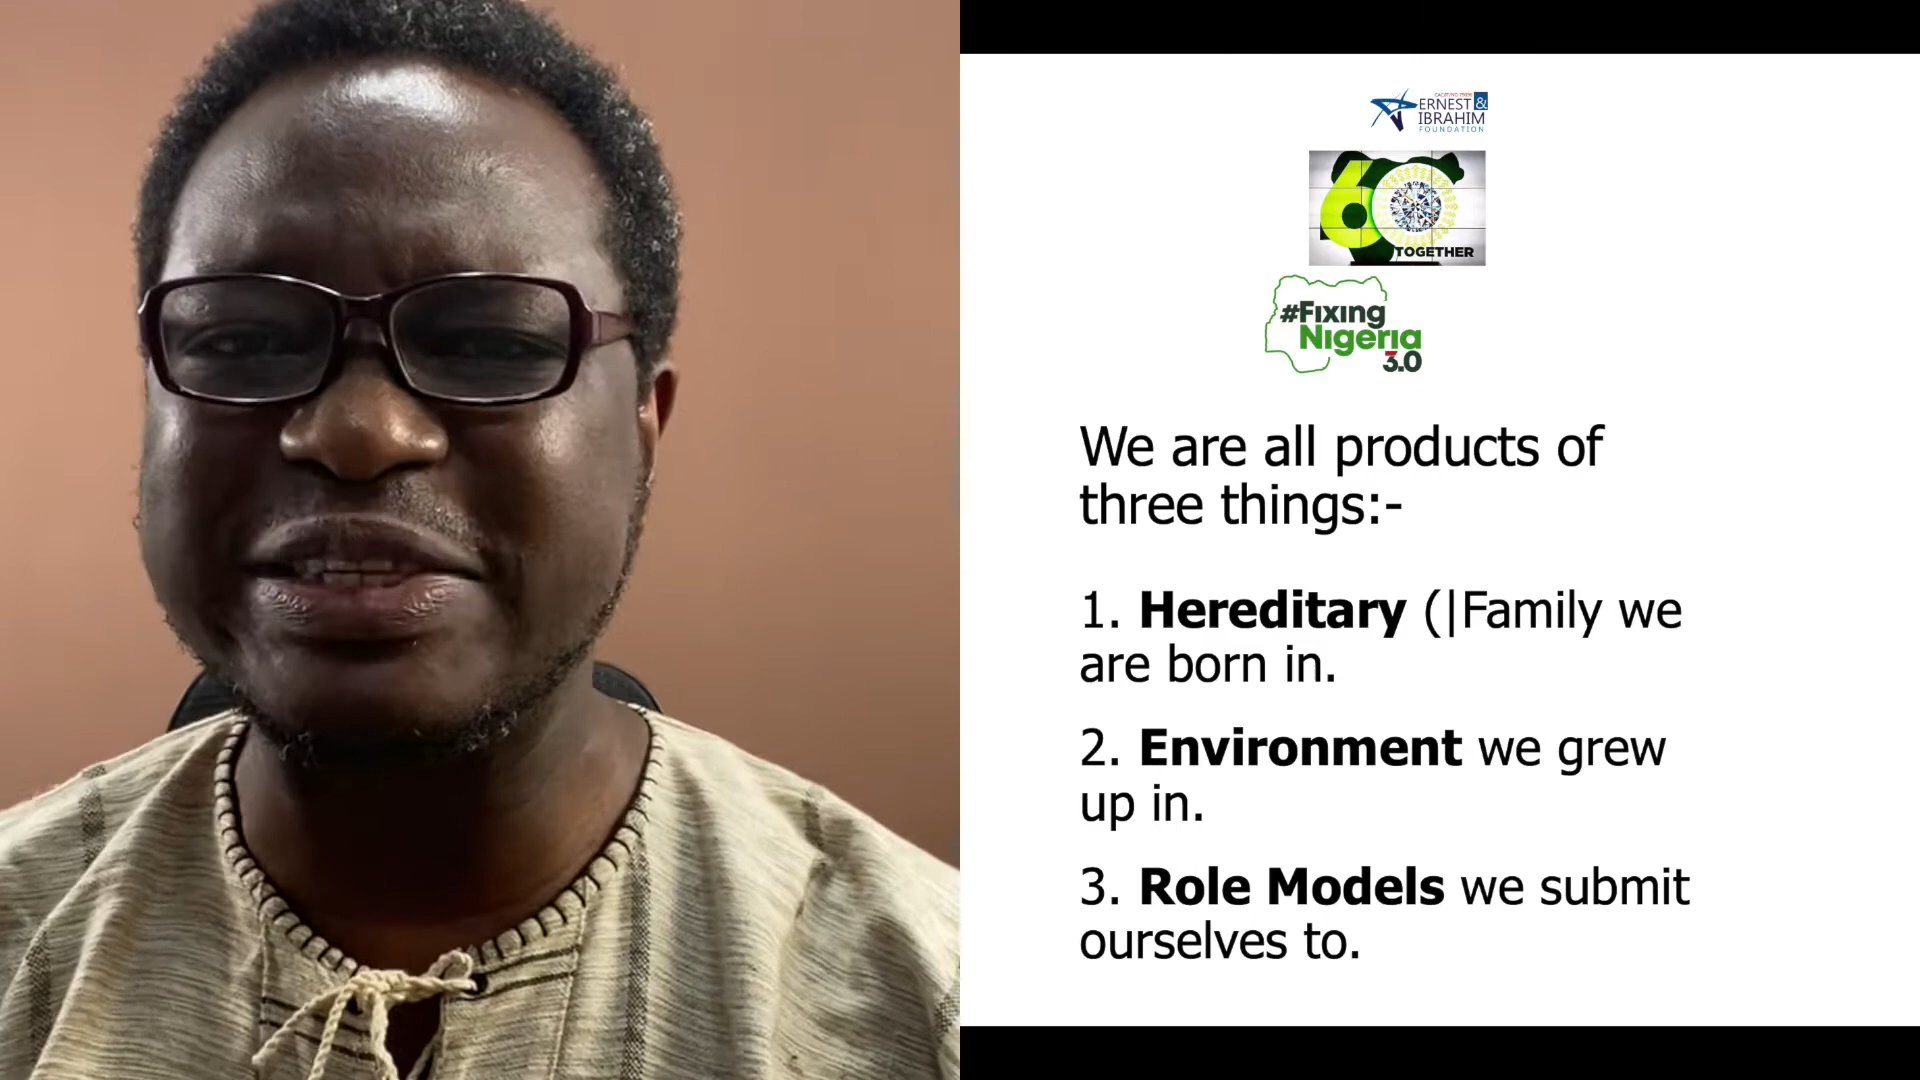 ERNEST &
IBRAHIM
FOUNDATION
60
TOGETHER
#Fixing
Nigeria
3.0
We are all products of
three things:-
1. Hereditary (|Family we
are born in.
2. Environment we grew
up in.
3. Role Models we submit
ourselves to.